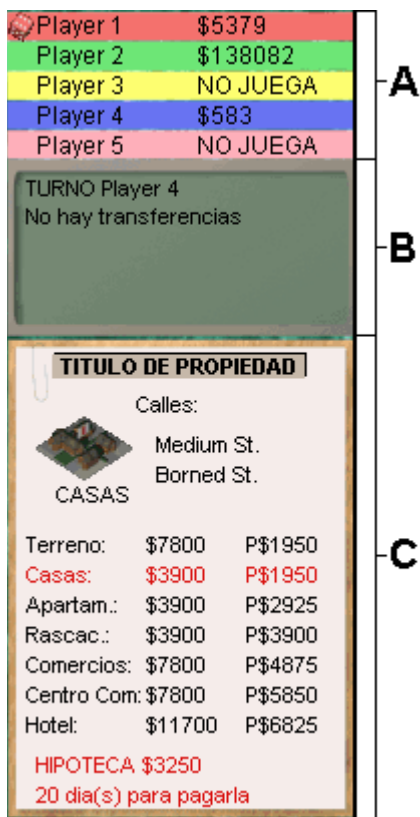 Player 1 $5379
Player 2 $138082
Player 3 NO JUEGA
Player 4 $583
Player 5 NO JUEGA
A
TURNO Player 4
No hay transferencias
B
TITULO DE PROPIEDAD
Calles:
Medium St.
Borned St.
CASAS
Terreno: $7800 P$1950
Casas: $3900 P$1950
Apartam.: $3900 P$2925
Rascac.: $3900 P$3900
Comercios: $7800 P$4875
Centro Com: $7800 P$5850
Hotel: $11700 P$6825
HIPOTECA $3250
20 dia(s) para pagarla
C